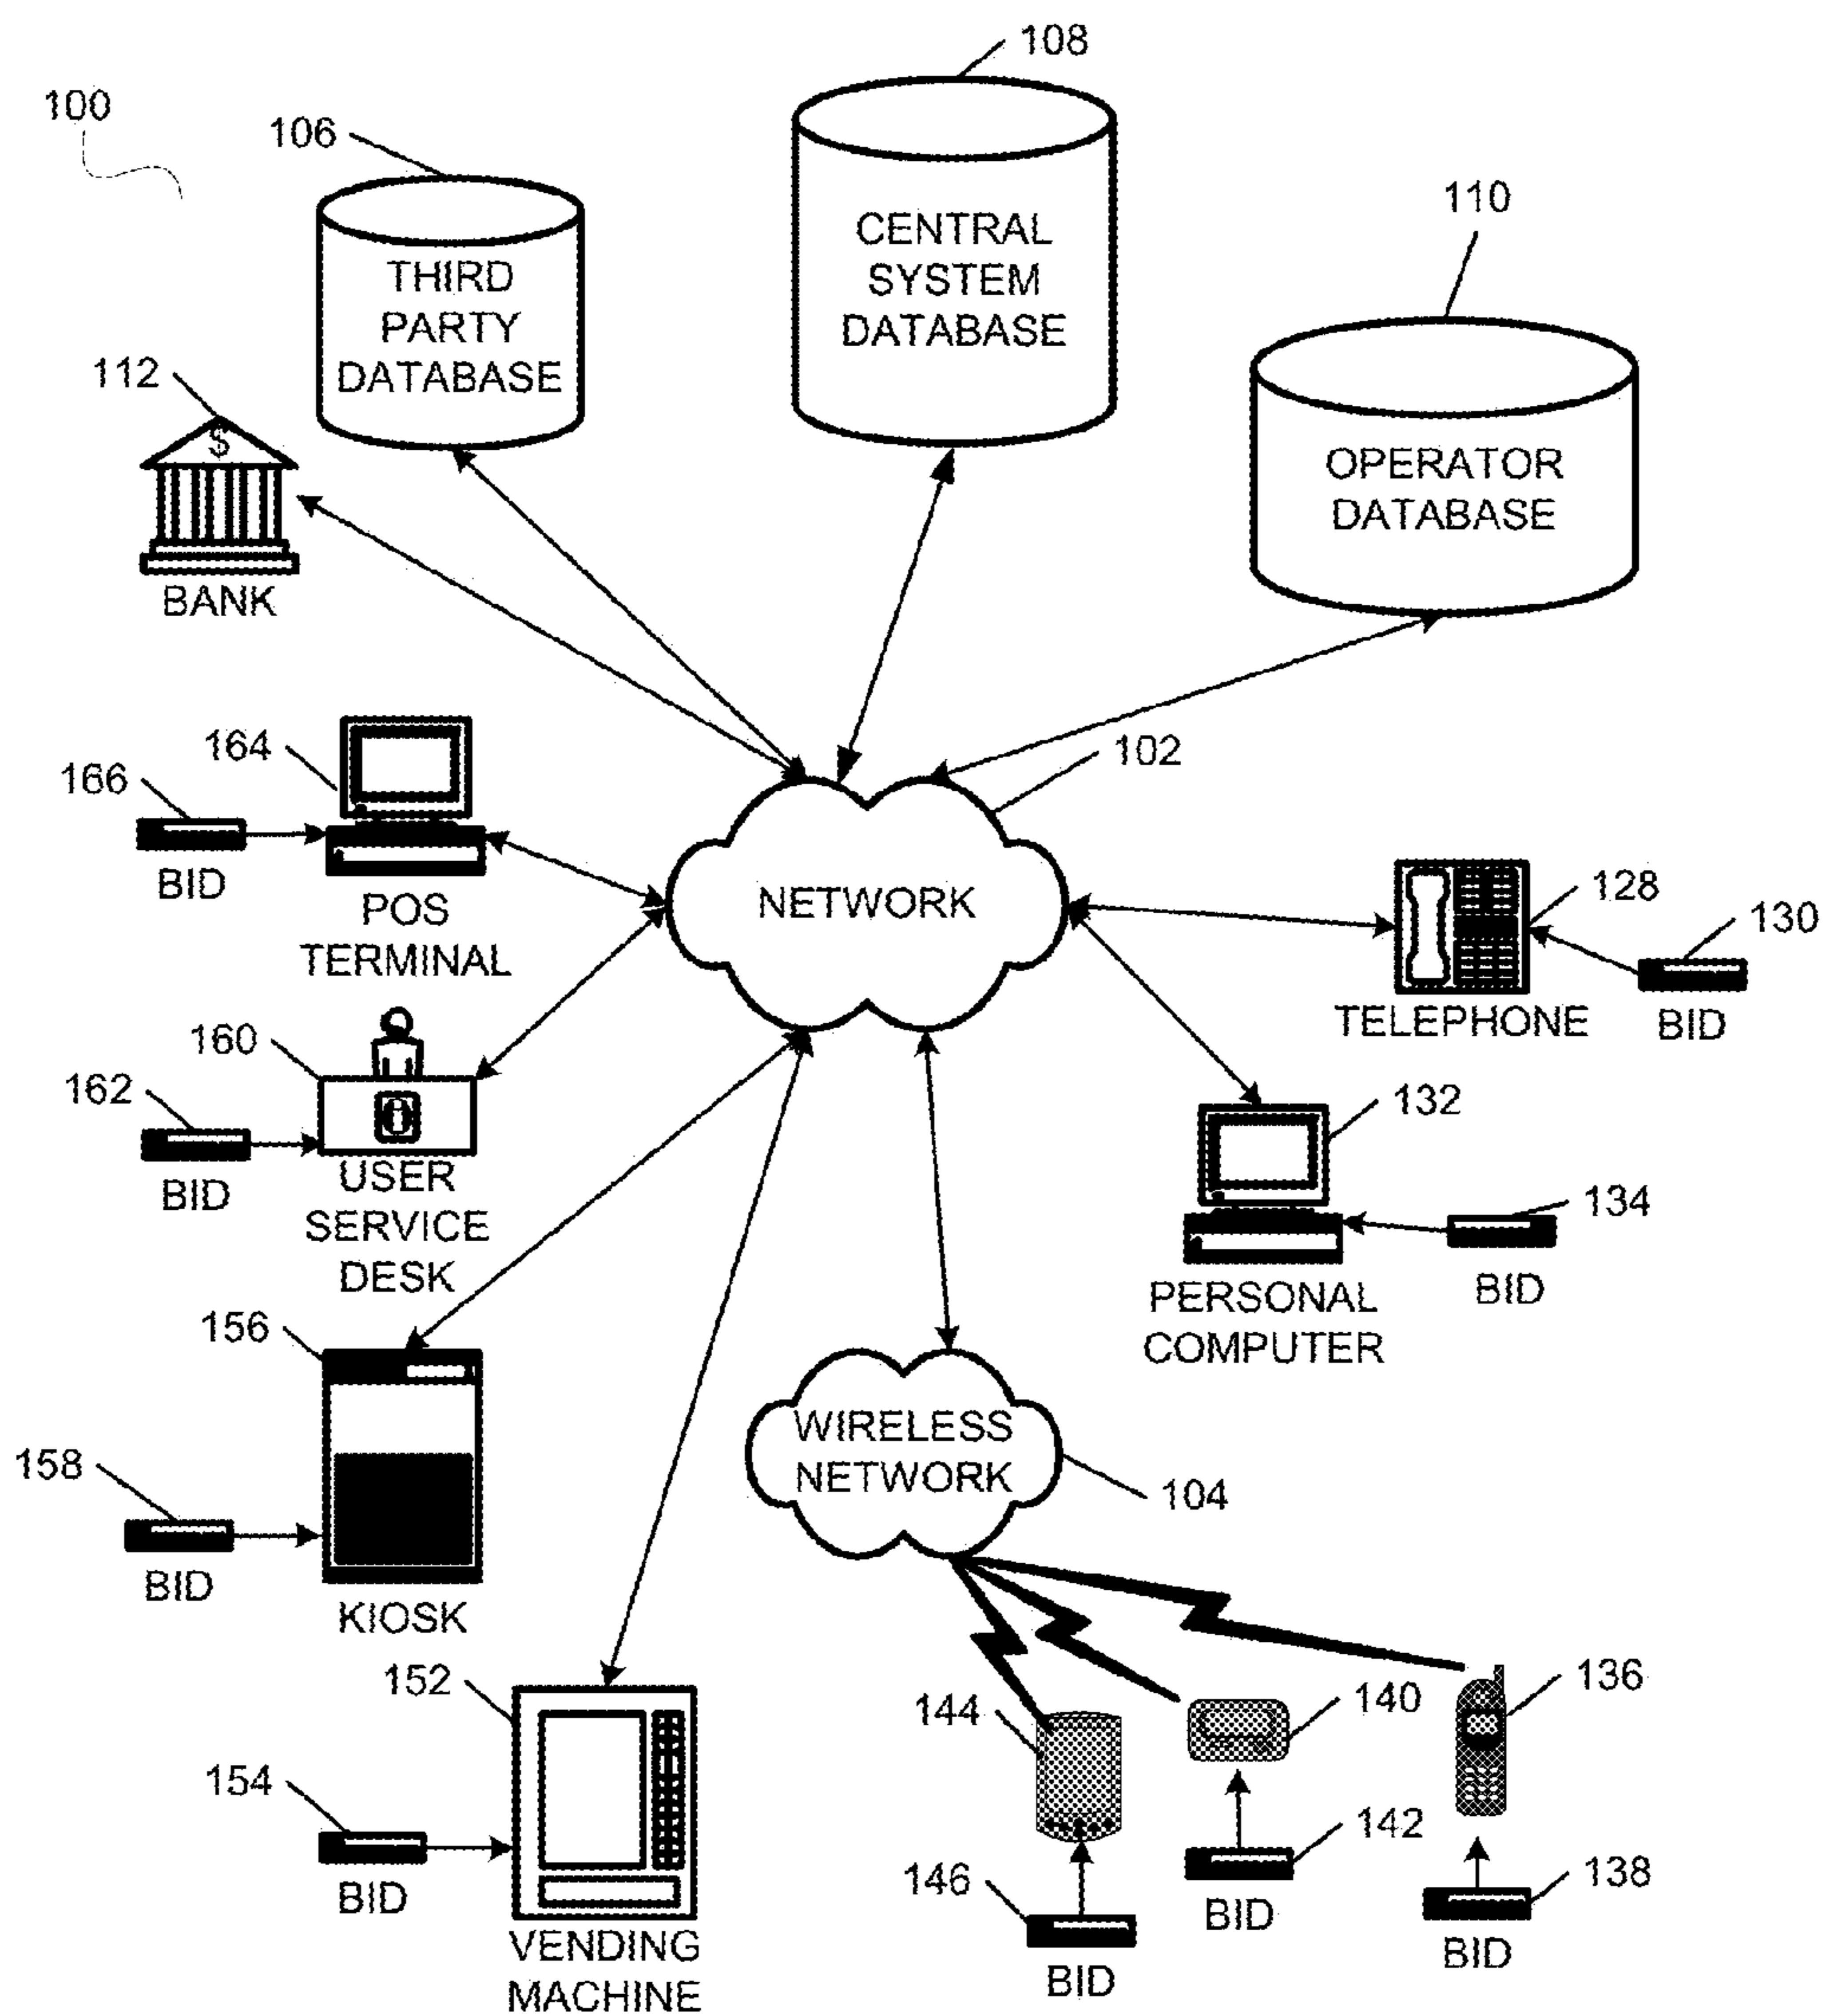 108
100
106
110
THIRD
PARTY
DATABASE
CENTRAL
SYSTEM
DATABASE
112
$
BANK
OPERATOR
DATABASE
164
166
BID
POS
TERMINAL
102
NETWORK
128
130
TELEPHONE
BID
160
162
BID
USER
SERVICE
DESK
132
134
BID
PERSONAL
COMPUTER
156
158
BID
KIOSK
WIRELESS
NETWORK
104
152
154
BID
VENDING
MACHINE
144
140
136
146
BID
142
BID
138
BID